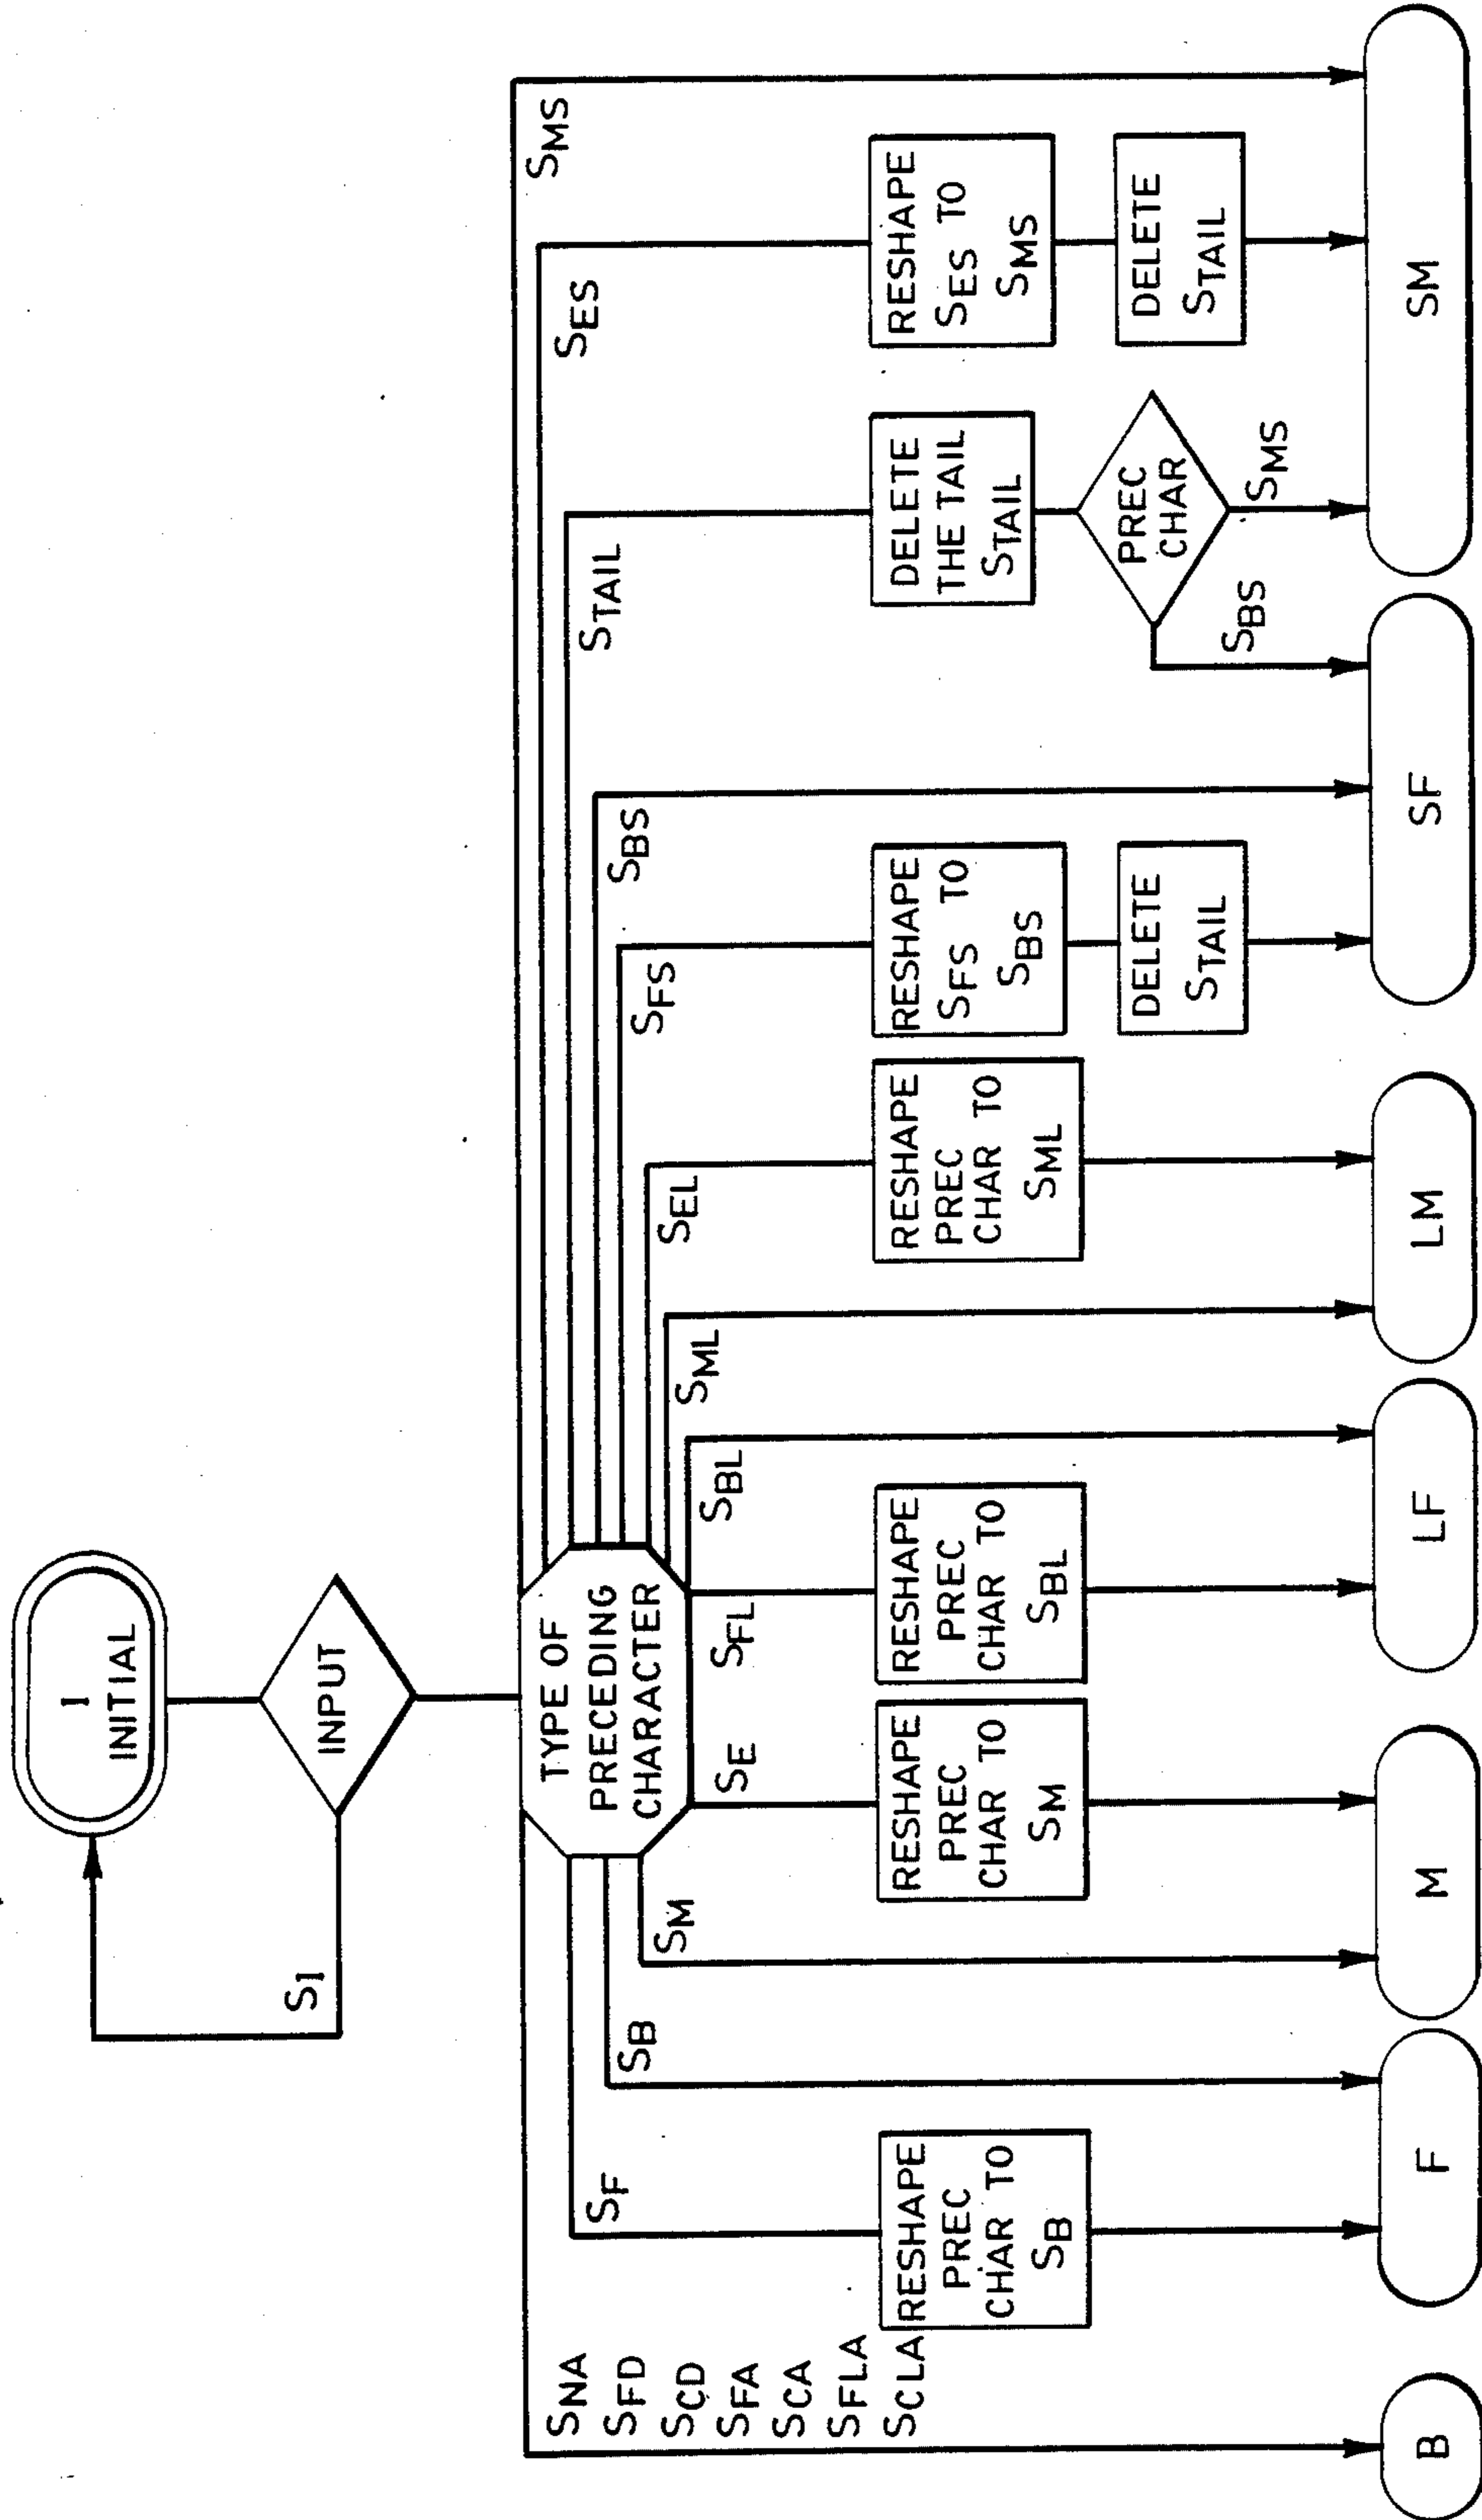 I
INITIAL
INPUT
SI
TYPE OF
PRECEDING
CHARACTER
SNA
SFD
SCD
SFA
SCA
SFLA
SCLA
SF
SB
SM
SE
SFL
SBL
SML
SEL
SFS
SBS
STAIL
SES
SMS
RESHAPE
PREC
CHAR TO
SB
RESHAPE
PREC
CHAR TO
SM
RESHAPE
PREC
CHAR TO
SBL
RESHAPE
PREC
CHAR TO
SML
RESHAPE
SFS TO
SBS
DELETE
STAIL
DELETE
THE TAIL
STAIL
PREC
CHAR
SBS
SMS
RESHAPE
SES TO
SMS
DELETE
STAIL
B
F
M
LF
LM
SF
SM